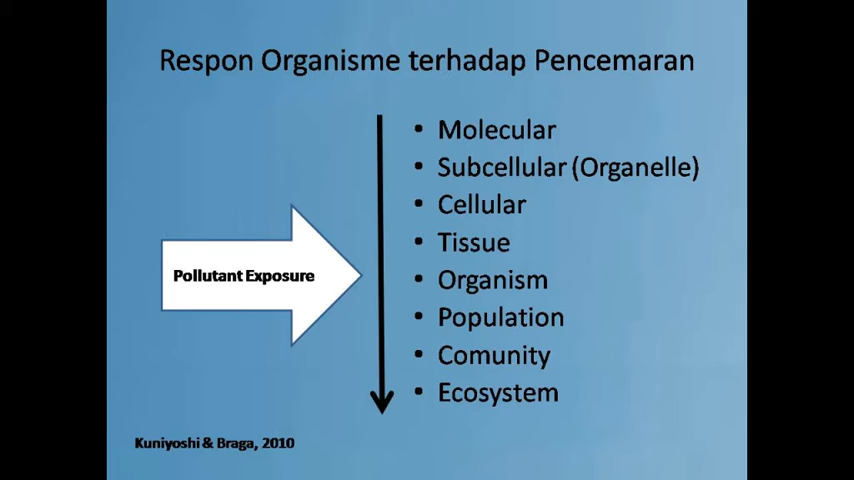 Respon Organisme terhadap Pencemaran
• Molecular
• Subcellular (Organelle)
• Cellular
• Tissue
• Organism
• Population
• Comunity
• Ecosystem
Pollutant Exposure
Kuniyoshi & Braga, 2010